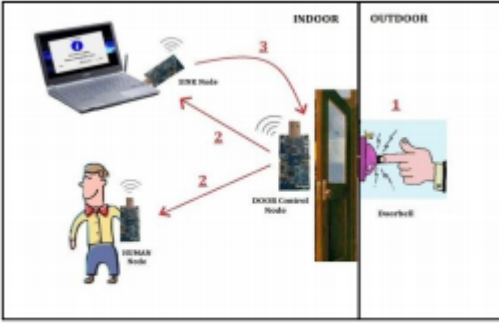 INDOOR
OUTDOOR
3
1
SINK Node
2
2
DOOR Control
Node
Doorbell
HUMAN
Node